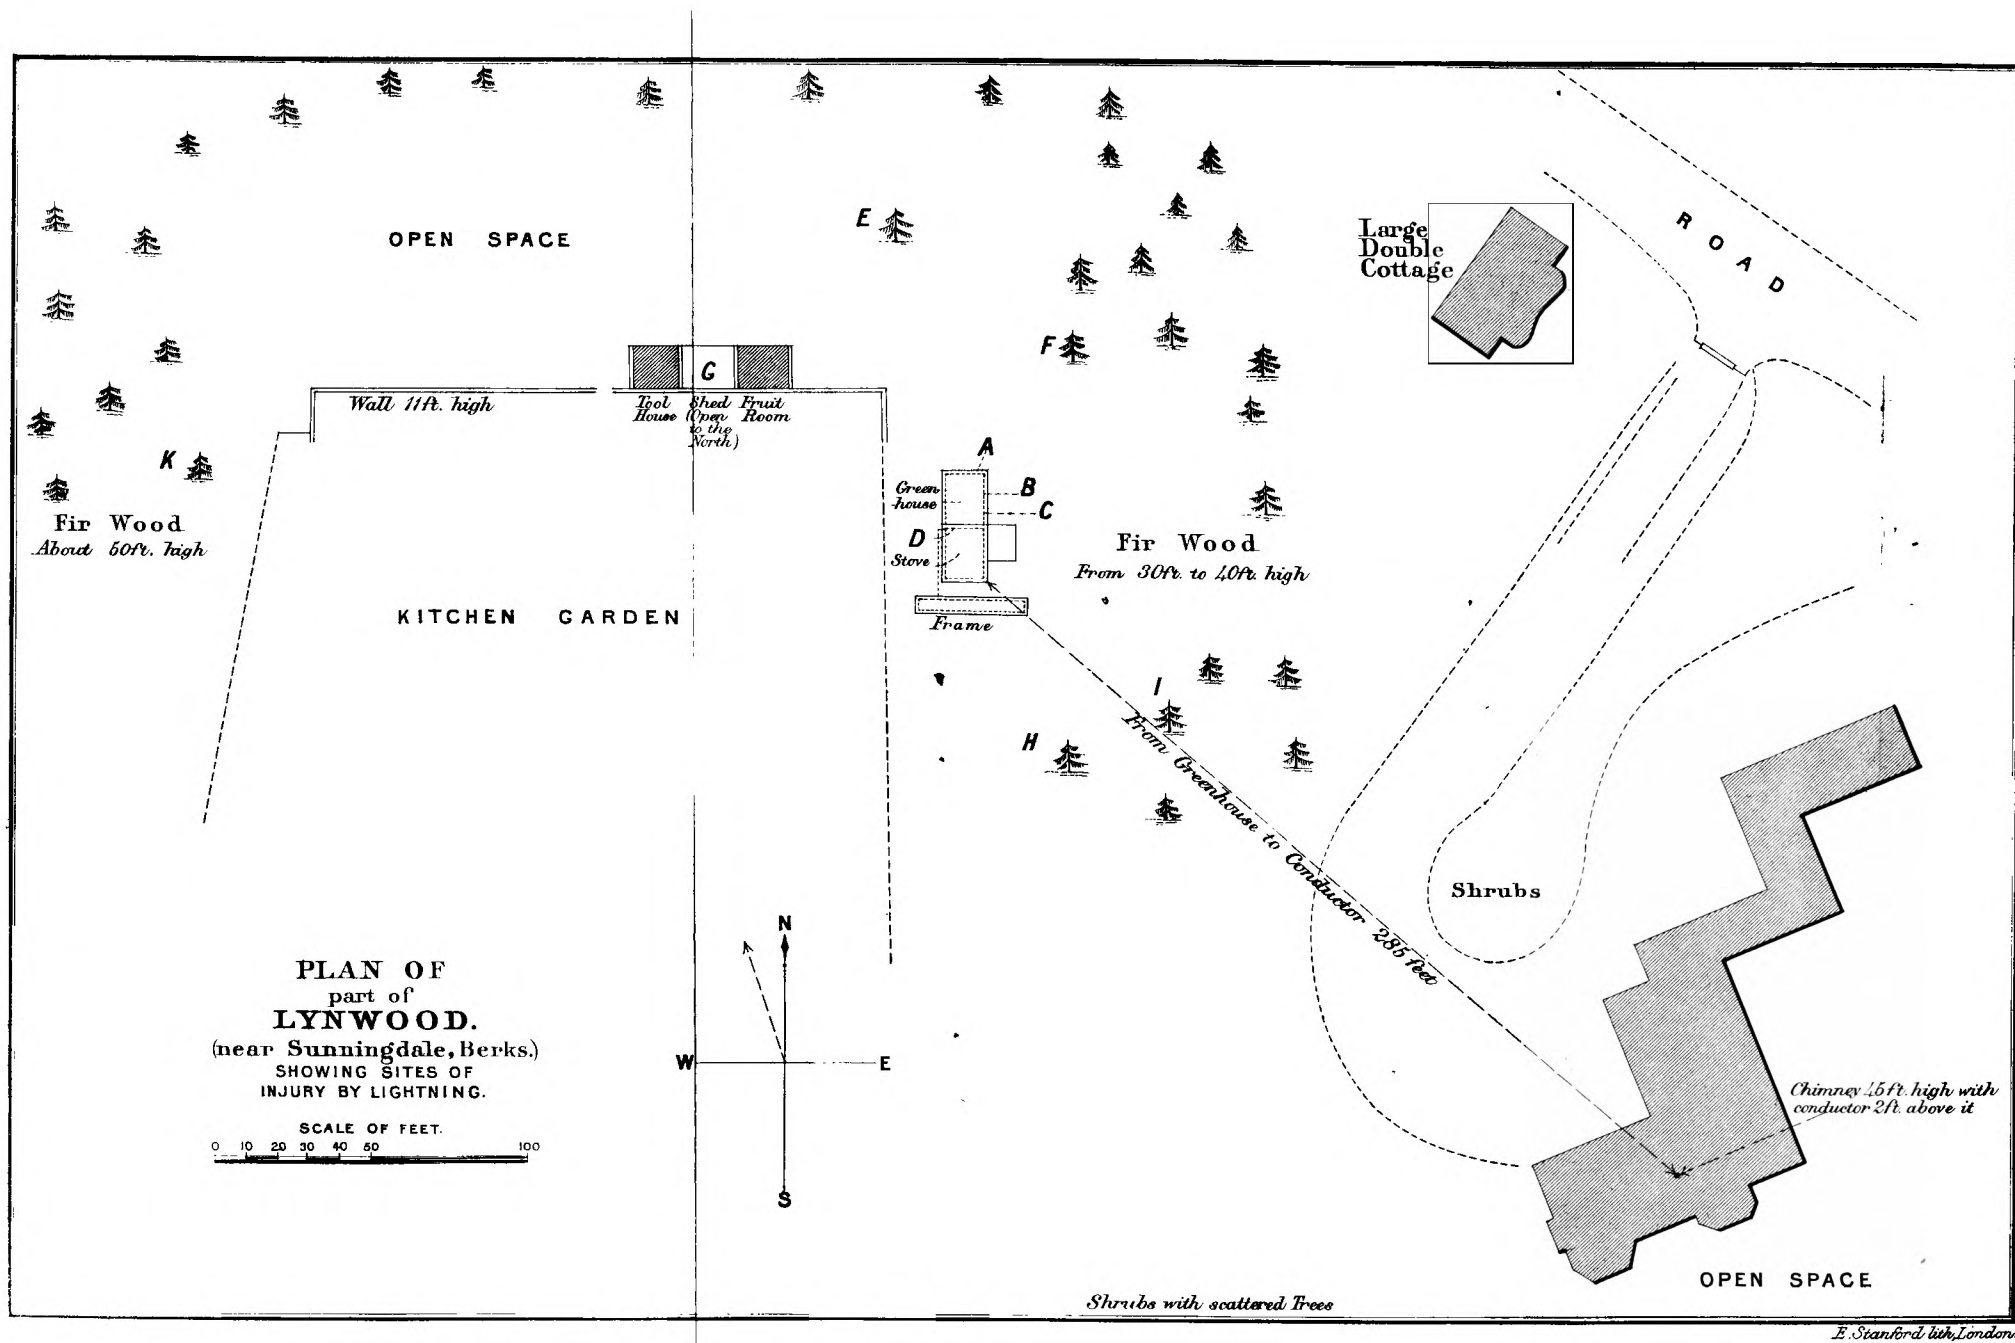 OPEN SPACE
E
Large
Double
Cottage
ROAD
F
G
Wall 11ft. high
Tool
House
Shed
(Open
to the
North)
Fruit
Room
K
A
Green
-house
B
C
D
Stove
Fir Wood
About 50ft. high
Fir Wood
From 30ft. to 40ft. high
KITCHEN GARDEN
Frame
I
H
From Greenhouse to Conductor 285 feet
Shrubs
N
W
E
S
PLAN OF
part of
LYNWOOD.
(near Sunningdale, Berks.)
SHOWING SITES OF
INJURY BY LIGHTNING.
SCALE OF FEET.
0 10 20 30 40 50 100
Chimney 45ft. high with
conductor 2ft. above it
OPEN SPACE
Shrubs with scattered Trees
E. Stanford lith, London